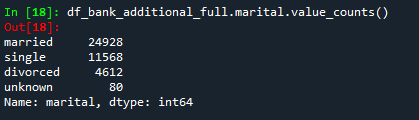 In [18]: df_bank_additional_full.marital.value_counts()
Out[18]:
married     24928
single      11568
divorced     4612
unknown        80
Name: marital, dtype: int64